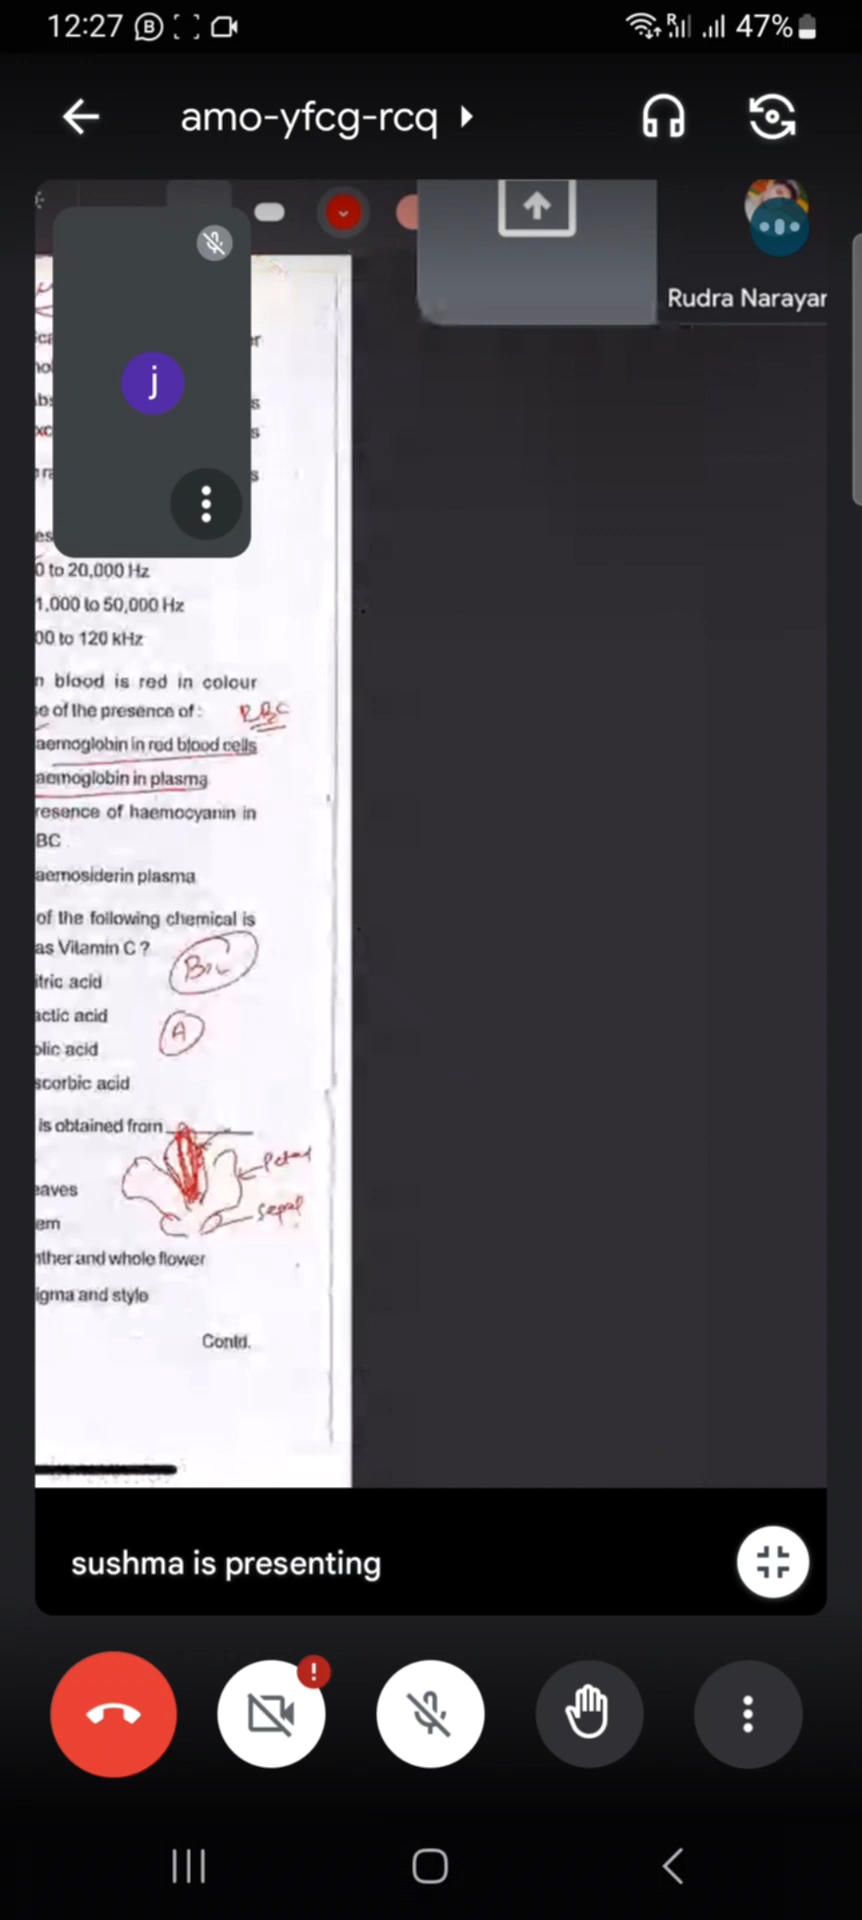 12:27
R
47%
amo-yfcg-rcq
Rudra Narayan
j
0 to 20,000 Hz
1,000 to 50,000 Hz
00 to 120 kHz
n blood is red in colour
e of the presence of : RBC
aemoglobin in red blood cells
aemoglobin in plasma
resence of haemocyanin in
BC
aemosiderin plasma
of the following chemical is
as Vitamin C ?
itric acid
actic acid
A
olic acid
scorbic acid
is obtained from
Petal
eaves
sepal
em
nther and whole flower
igma and style
Contd.
sushma is presenting